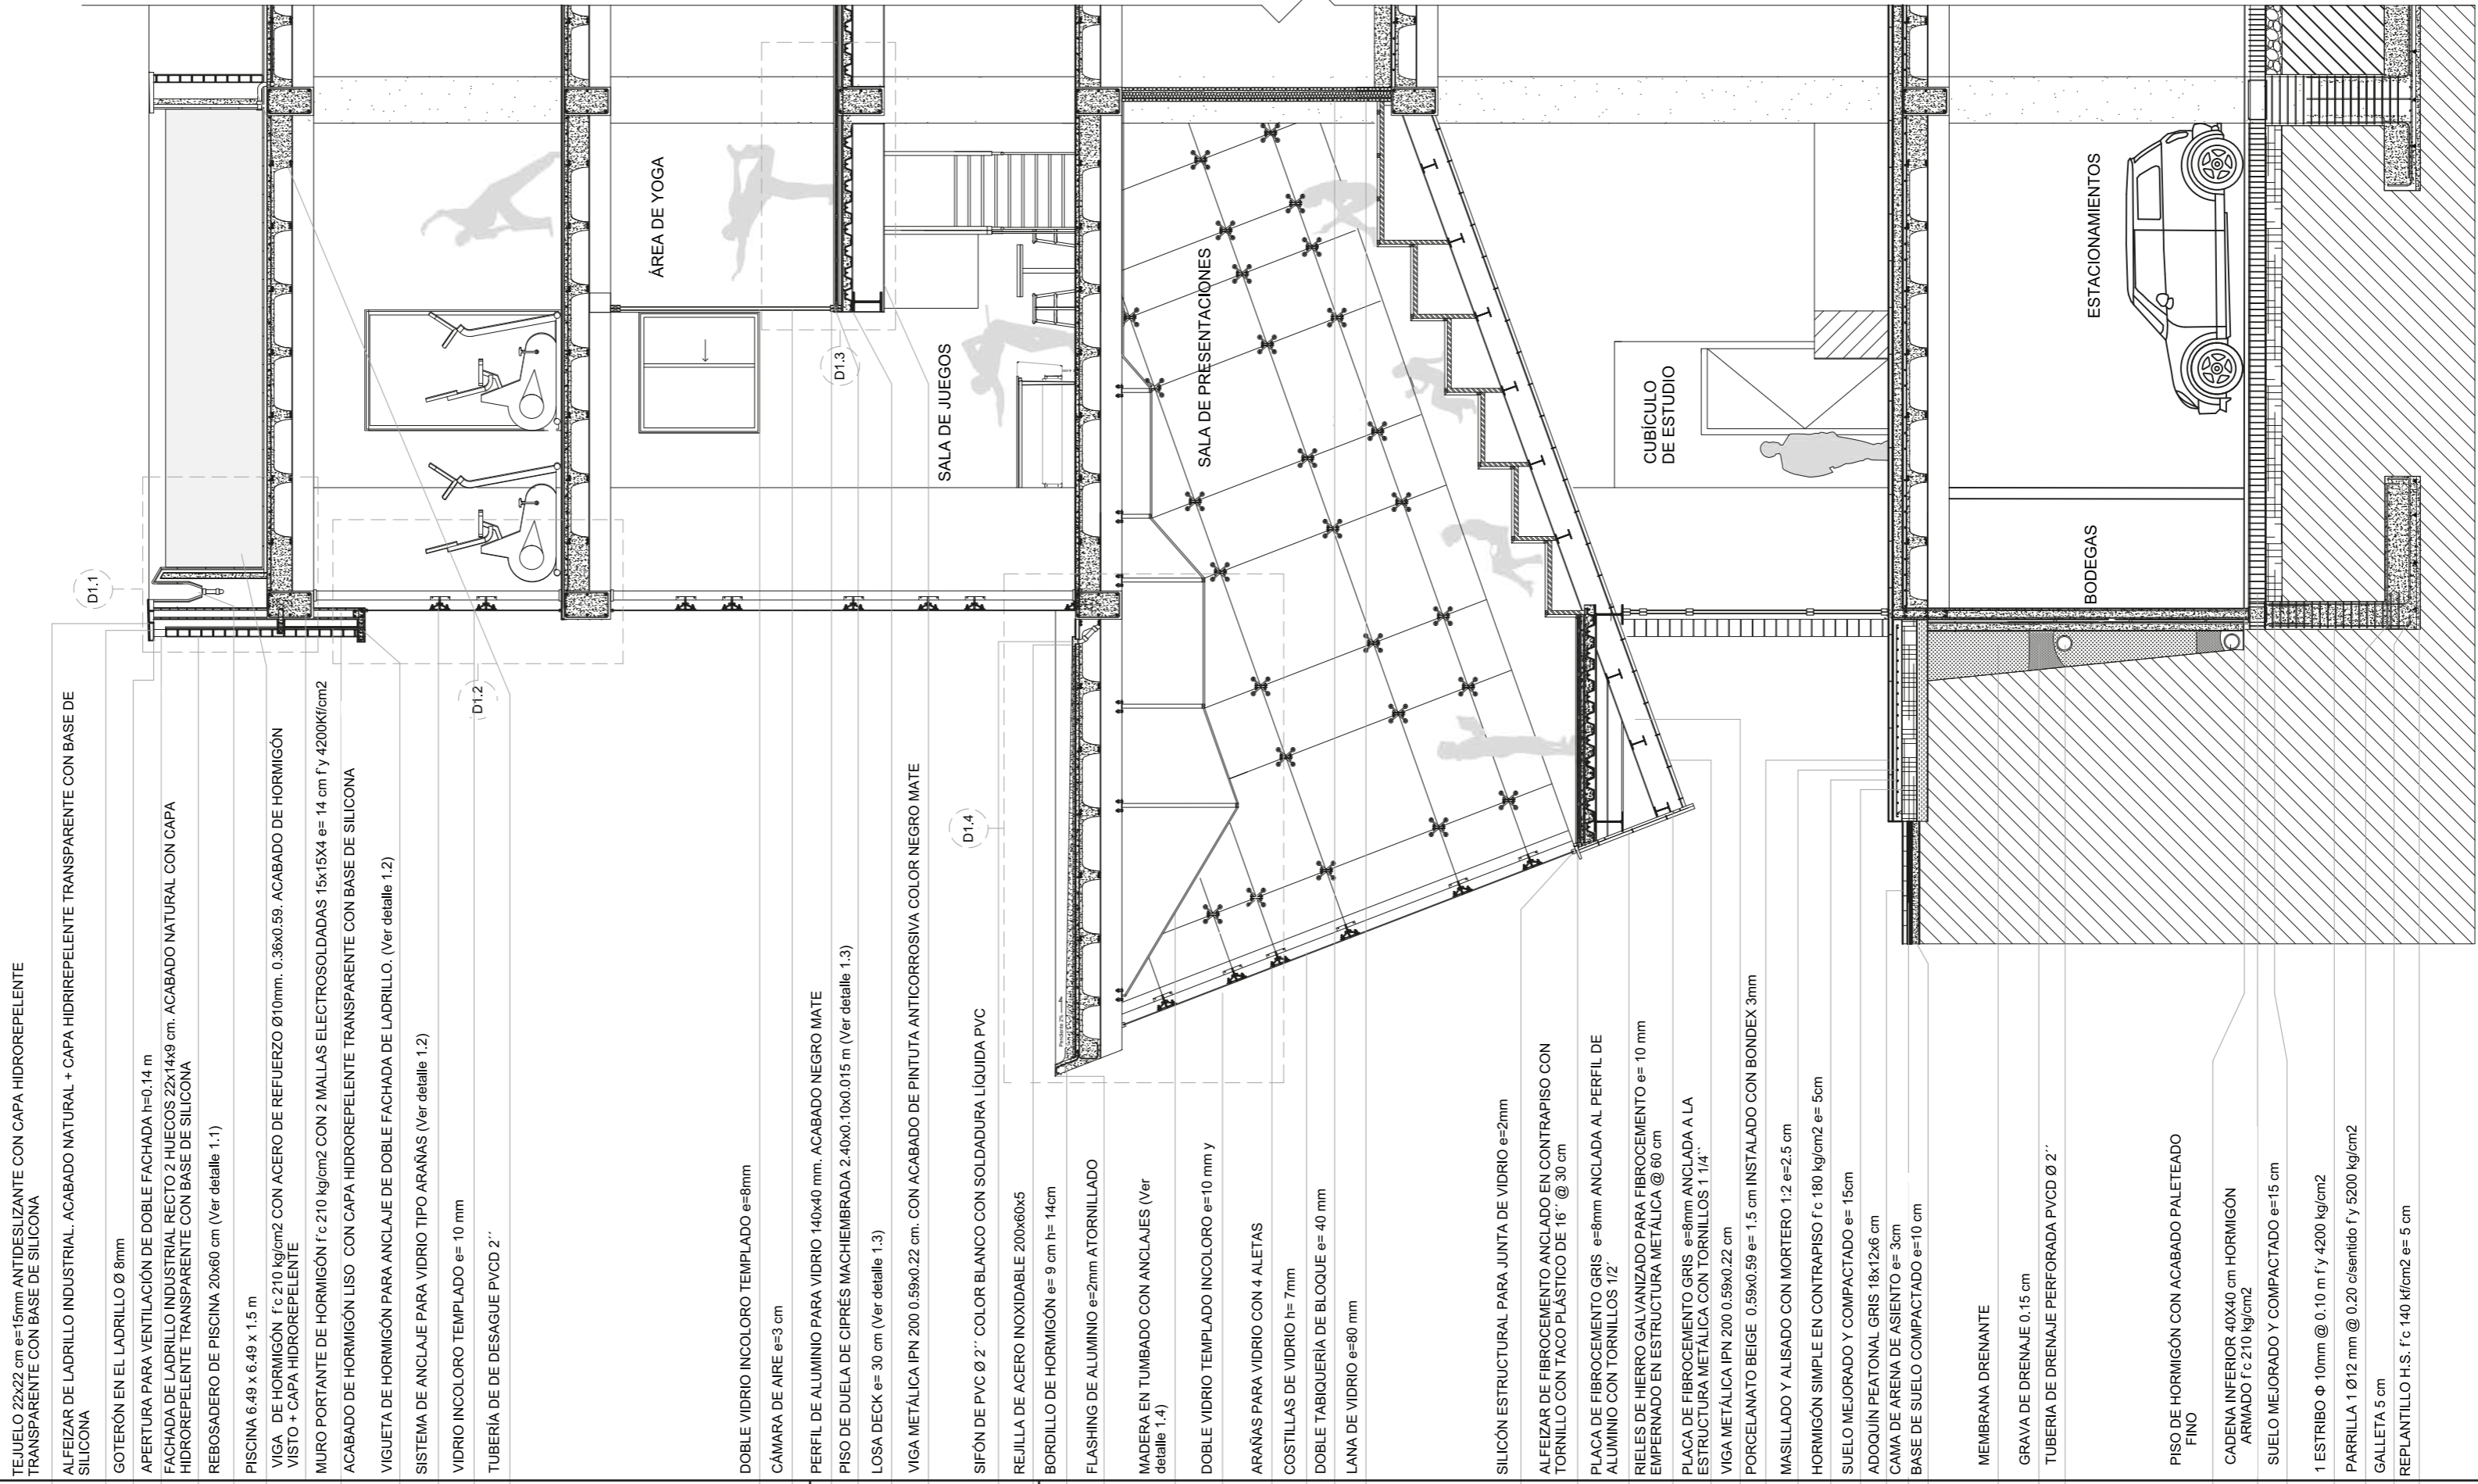 TEJUELO 22x22 cm e=15mm ANTIDESLIZANTE CON CAPA HIDROREPELENTE
TRANSPARENTE CON BASE DE SILICONA
ALFEIZAR DE LADRILLO INDUSTRIAL. ACABADO NATURAL + CAPA HIDRIREPELENTE TRANSPARENTE CON BASE DE
SILICONA
GOTERÓN EN EL LADRILLO Ø 8mm
APERTURA PARA VENTILACIÓN DE DOBLE FACHADA h=0.14 m
FACHADA DE LADRILLO INDUSTRIAL RECTO 2 HUECOS 22x14x9 cm. ACABADO NATURAL CON CAPA
HIDROREPELENTE TRANSPARENTE CON BASE DE SILICONA
REBOSADERO DE PISCINA 20x60 cm (Ver detalle 1.1)
PISCINA 6.49 x 6.49 x 1.5 m
VIGA DE HORMIGÓN f´c 210 kg/cm2 CON ACERO DE REFUERZO Ø10mm. 0.36x0.59. ACABADO DE HORMIGÓN
VISTO + CAPA HIDROREPELENTE
MURO PORTANTE DE HORMIGÓN f´c 210 kg/cm2 CON 2 MALLAS ELECTROSOLDADAS 15x15X4 e= 14 cm f´y 4200Kf/cm2
ACABADO DE HORMIGÓN LISO CON CAPA HIDROREPELENTE TRANSPARENTE CON BASE DE SILICONA
VIGUETA DE HORMIGÓN PARA ANCLAJE DE DOBLE FACHADA DE LADRILLO. (Ver detalle 1.2)
SISTEMA DE ANCLAJE PARA VIDRIO TIPO ARAÑAS (Ver detalle 1.2)
VIDRIO INCOLORO TEMPLADO e= 10 mm
TUBERÍA DE DESAGUE PVCD 2´´
DOBLE VIDRIO INCOLORO TEMPLADO e=8mm
CÁMARA DE AIRE e=3 cm
PERFIL DE ALUMINIO PARA VIDRIO 140x40 mm. ACABADO NEGRO MATE
PISO DE DUELA DE CIPRÉS MACHIEMBRADA 2.40x0.10x0.015 m (Ver detalle 1.3)
LOSA DECK e= 30 cm (Ver detalle 1.3)
VIGA METÁLICA IPN 200 0.59x0.22 cm. CON ACABADO DE PINTUTA ANTICORROSIVA COLOR NEGRO MATE
SIFÓN DE PVC Ø 2´´ COLOR BLANCO CON SOLDADURA LÍQUIDA PVC
REJILLA DE ACERO INOXIDABLE 200x60x5
BORDILLO DE HORMIGÓN e= 9 cm h= 14cm
FLASHING DE ALUMINIO e=2mm ATORNILLADO
MADERA EN TUMBADO CON ANCLAJES (Ver
detalle 1.4)
DOBLE VIDRIO TEMPLADO INCOLORO e=10 mm y
ARAÑAS PARA VIDRIO CON 4 ALETAS
COSTILLAS DE VIDRIO h= 7mm
DOBLE TABIQUERÍA DE BLOQUE e= 40 mm
LANA DE VIDRIO e=80 mm
SILICÓN ESTRUCTURAL PARA JUNTA DE VIDRIO e=2mm
ALFEIZAR DE FIBROCEMENTO ANCLADO EN CONTRAPISO CON
TORNILLO CON TACO PLÁSTICO DE 16´´ @ 30 cm
PLACA DE FIBROCEMENTO GRIS e=8mm ANCLADA AL PERFIL DE
ALUMINIO CON TORNILLOS 1/2´
RIELES DE HIERRO GALVANIZADO PARA FIBROCEMENTO e= 10 mm
EMPERNADO EN ESTRUCTURA METÁLICA @ 60 cm
PLACA DE FIBROCEMENTO GRIS e=8mm ANCLADA A LA
ESTRUCTURA METÁLICA CON TORNILLOS 1 1/4´´
VIGA METÁLICA IPN 200 0.59x0.22 cm
PORCELANATO BEIGE 0.59x0.59 e= 1.5 cm INSTALADO CON BONDEX 3mm
MASILLADO Y ALISADO CON MORTERO 1:2 e=2.5 cm
HORMIGÓN SIMPLE EN CONTRAPISO f´c 180 kg/cm2 e= 5cm
SUELO MEJORADO Y COMPACTADO e= 15cm
ADOQUÍN PEATONAL GRIS 18x12x6 cm
CAMA DE ARENA DE ASIENTO e= 3cm
BASE DE SUELO COMPACTADO e=10 cm
MEMBRANA DRENANTE
GRAVA DE DRENAJE 0.15 cm
TUBERIA DE DRENAJE PERFORADA PVCD Ø 2´´
PISO DE HORMIGÓN CON ACABADO PALETEADO
FINO
CADENA INFERIOR 40X40 cm HORMIGÓN
ARMADO f´c 210 kg/cm2
SUELO MEJORADO Y COMPACTADO e=15 cm
1 ESTRIBO Φ 10mm @ 0.10 m f´y 4200 kg/cm2
PARRILLA 1 Ø12 mm @ 0.20 c/sentido f´y 5200 kg/cm2
GALLETA 5 cm
REPLANTILLO H.S. f´c 140 kf/cm2 e= 5 cm
D1.1
D1.2
D1.3
D1.4
Pendiente 2%
ÁREA DE YOGA
SALA DE JUEGOS
SALA DE PRESENTACIONES
CUBÍCULO
DE ESTUDIO
ESTACIONAMIENTOS
BODEGAS